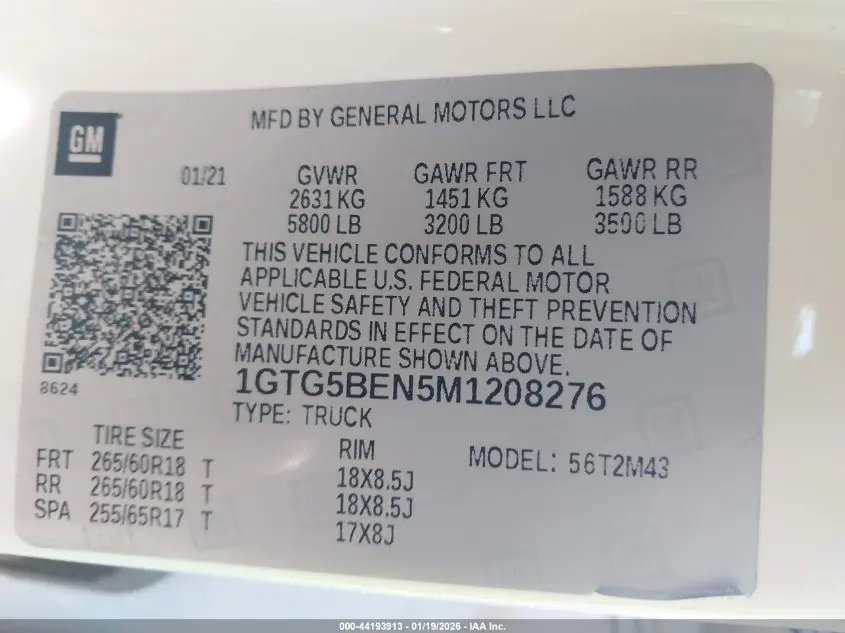 MFD BY GENERAL MOTORS LLC
GM
01/21 GVWR GAWR FRT GAWR RR
2631 KG 1451 KG 1588 KG
5800 LB 3200 LB 3500 LB
THIS VEHICLE CONFORMS TO ALL
APPLICABLE U.S. FEDERAL MOTOR
VEHICLE SAFETY AND THEFT PREVENTION
STANDARDS IN EFFECT ON THE DATE OF
MANUFACTURE SHOWN ABOVE.
8624
1GTG5BEN5M1208276
TYPE: TRUCK
TIRE SIZE RIM MODEL: 56T2M43
FRT 265/60R18 T 18X8.5J
RR 265/60R18 T 18X8.5J
SPA 255/65R17 T 17X8J
000-44193913 - 01/19/2026 - IAA Inc.